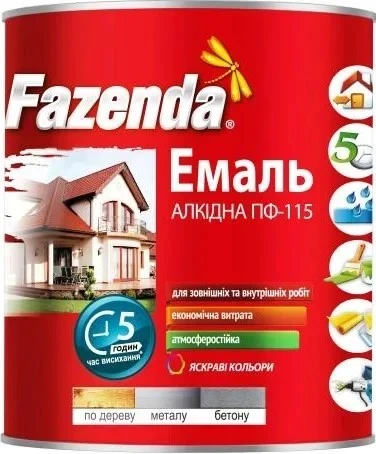 Fazenda®
Емаль
АЛКІДНА ПФ-115
5
для зовнішніх та внутрішніх робіт
економічна витрата
атмосферостійка
ЯСКРАВІ КОЛЬОРИ
5
ГОДИН
ЧАС ВИСИХАННЯ*
по дереву
металу
бетону